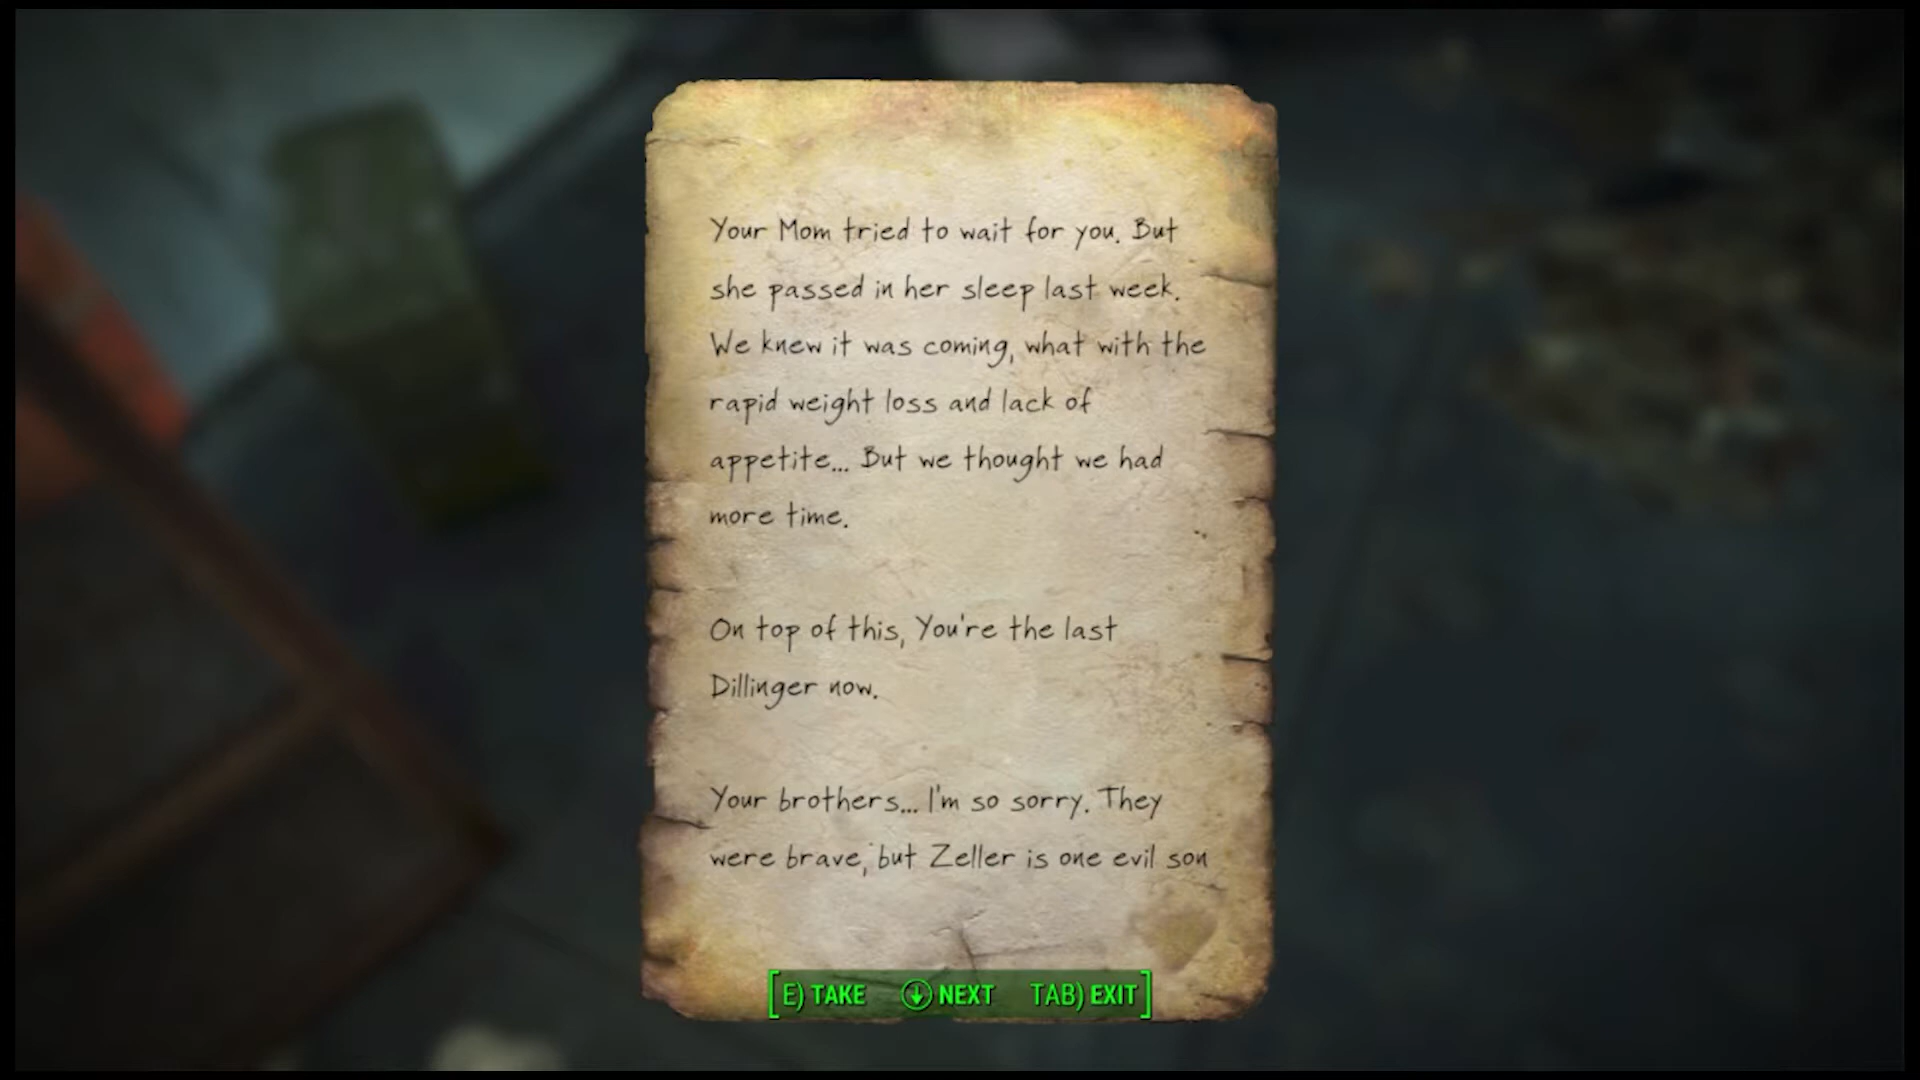 Your Mom tried to wait for you. But
she passed in her sleep last week.
We knew it was coming, what with the
rapid weight loss and lack of
appetite... But we thought we had
more time.
On top of this, You're the last
Dillinger now.
Your brothers... I'm so sorry. They
were brave, but Zeller is one evil son
E) TAKE NEXT TAB) EXIT